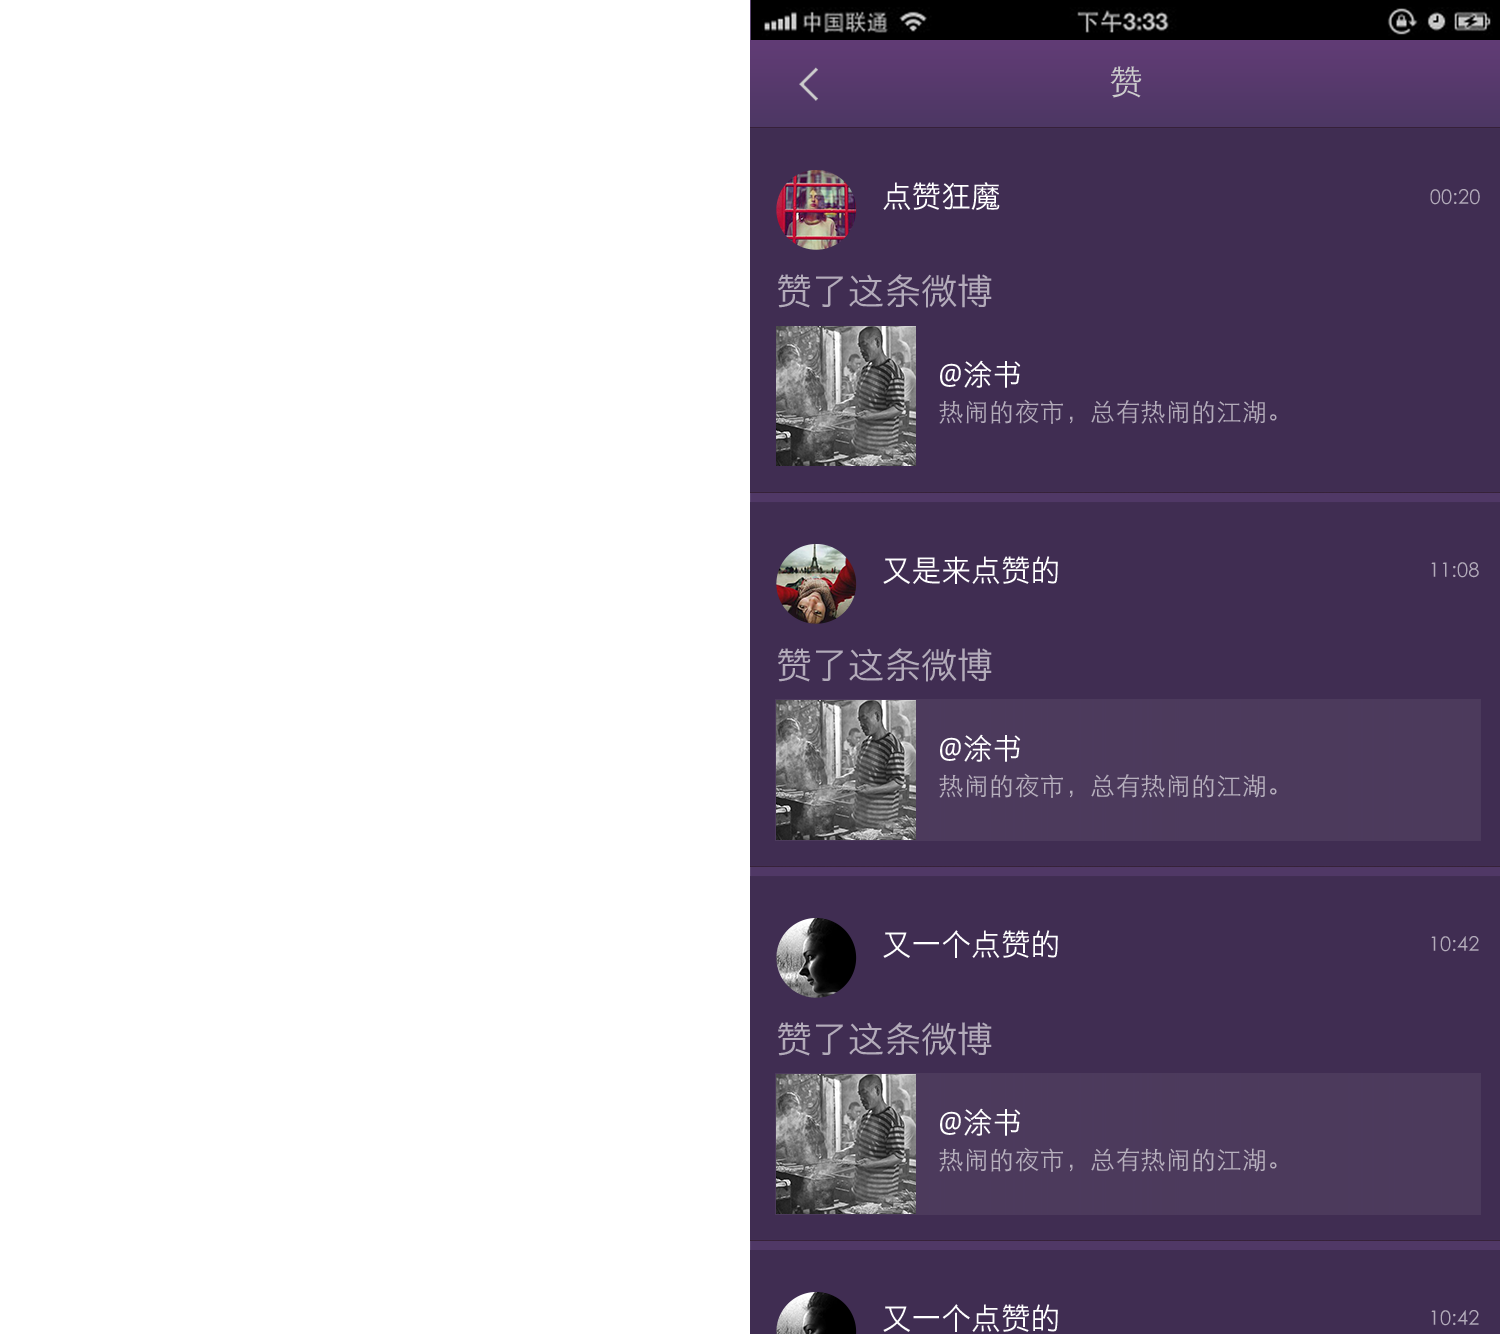 中国联通 下午3:33
赞
点赞狂魔 00:20
赞了这条微博
@涂书
热闹的夜市，总有热闹的江湖。
又是来点赞的 11:08
赞了这条微博
@涂书
热闹的夜市，总有热闹的江湖。
又一个点赞的 10:42
赞了这条微博
@涂书
热闹的夜市，总有热闹的江湖。
又一个点赞的 10:42